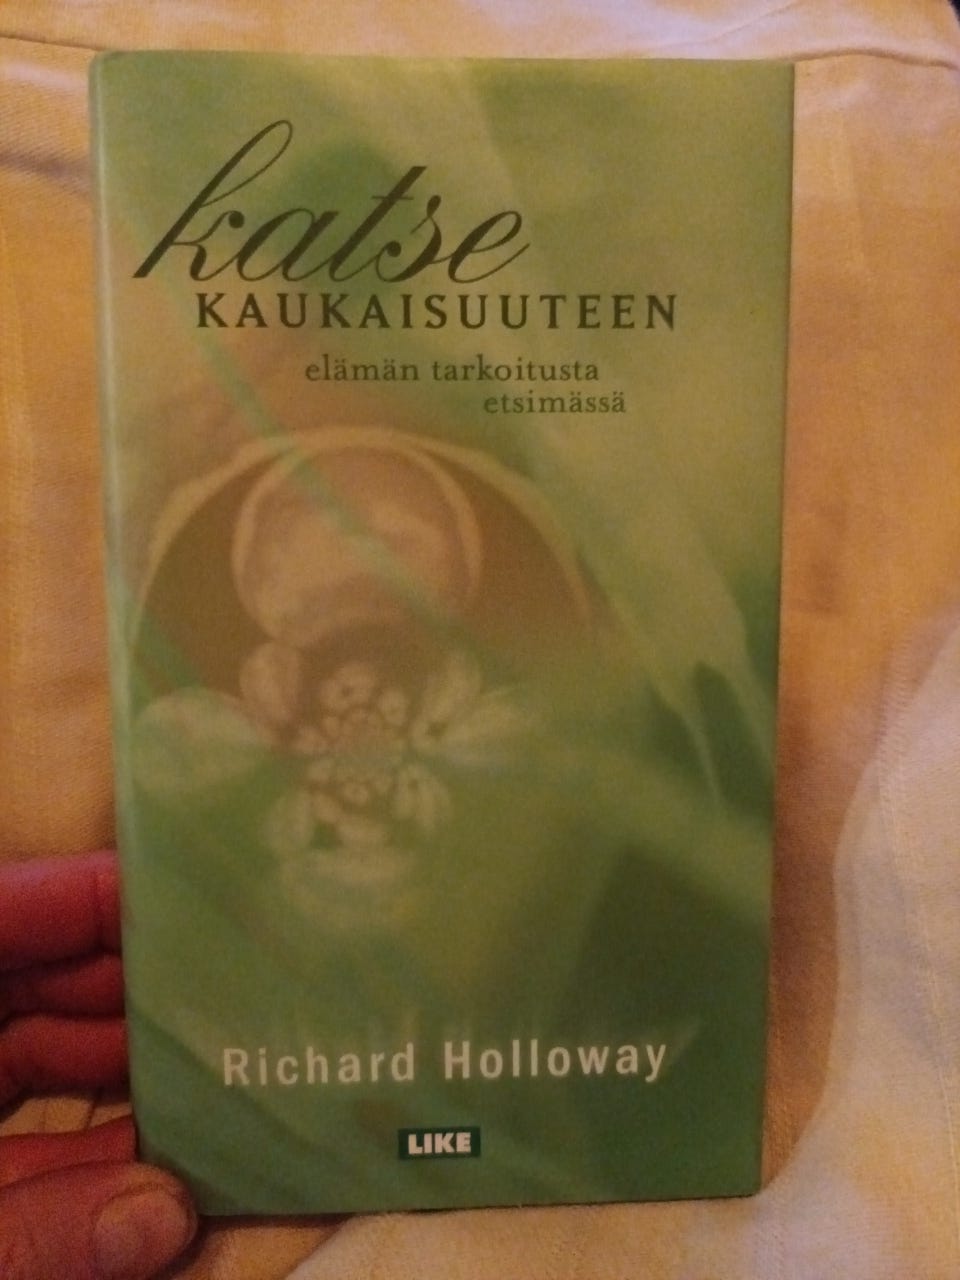 katse
KAUKAISUUTEEN
elämän tarkoitusta
etsimässä
Richard Holloway
LIKE